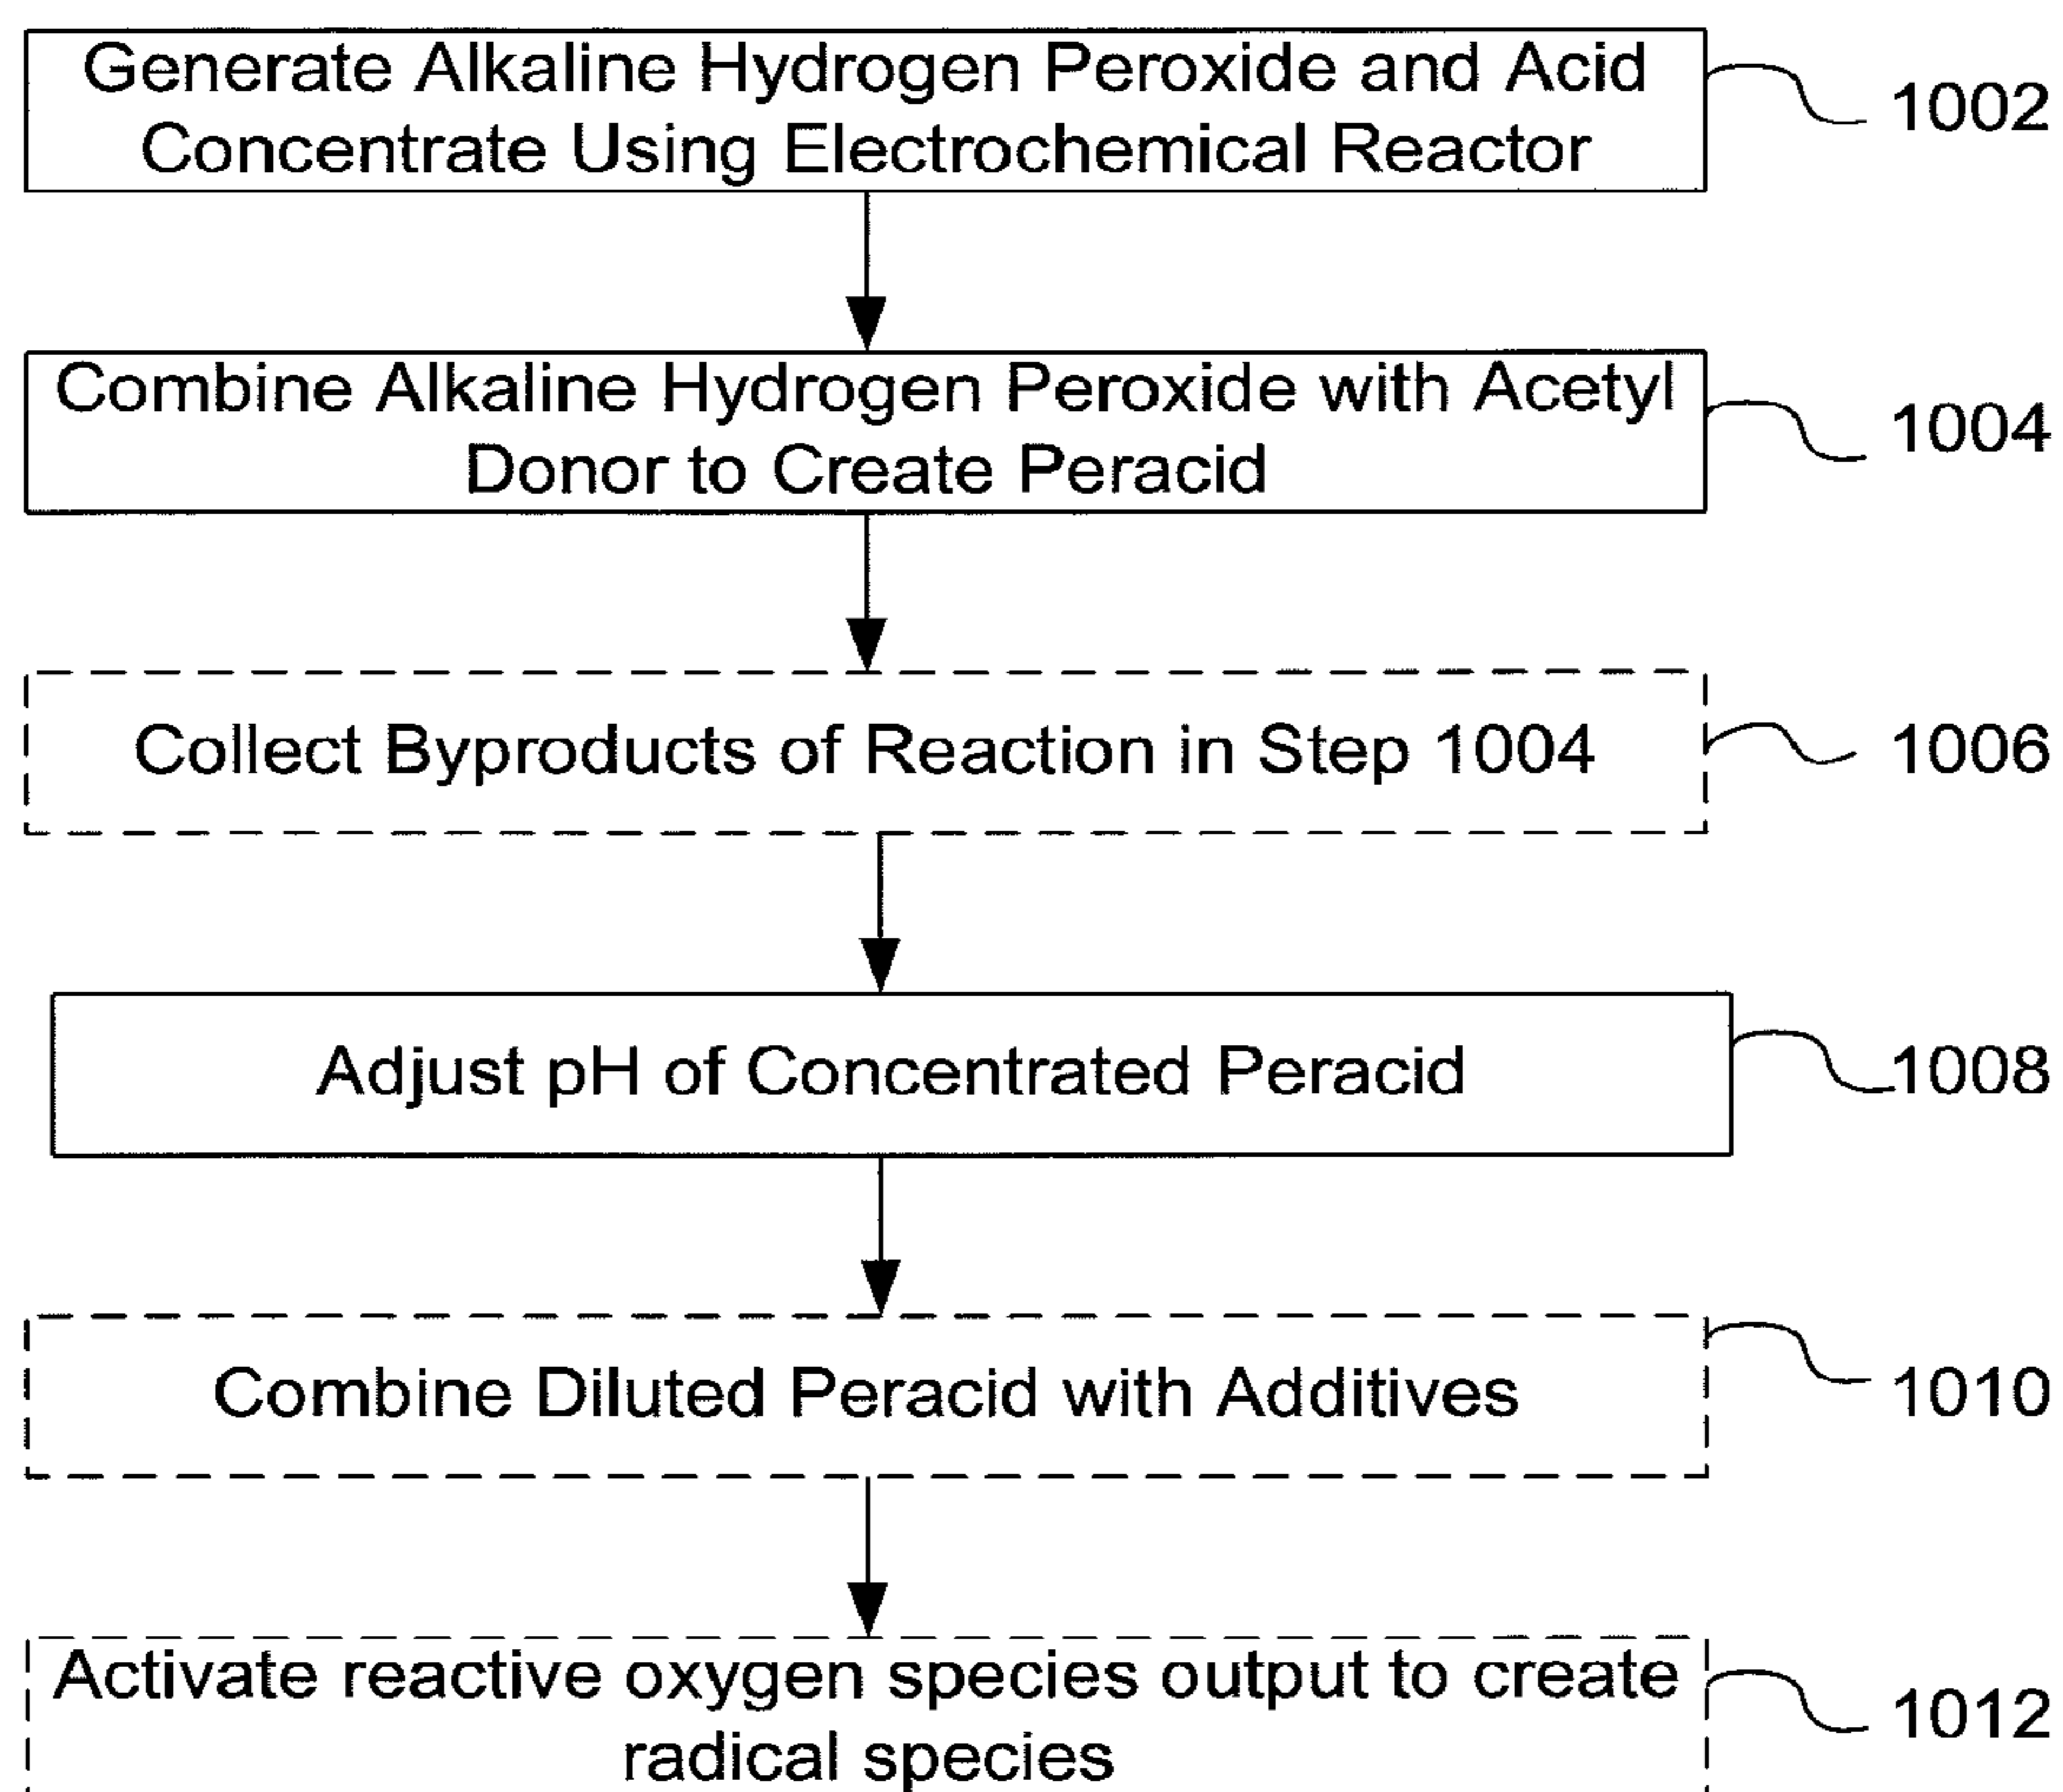 Generate Alkaline Hydrogen Peroxide and Acid
Concentrate Using Electrochemical Reactor
1002
Combine Alkaline Hydrogen Peroxide with Acetyl
Donor to Create Peracid
1004
Collect Byproducts of Reaction in Step 1004
1006
Adjust pH of Concentrated Peracid
1008
Combine Diluted Peracid with Additives
1010
Activate reactive oxygen species output to create
radical species
1012